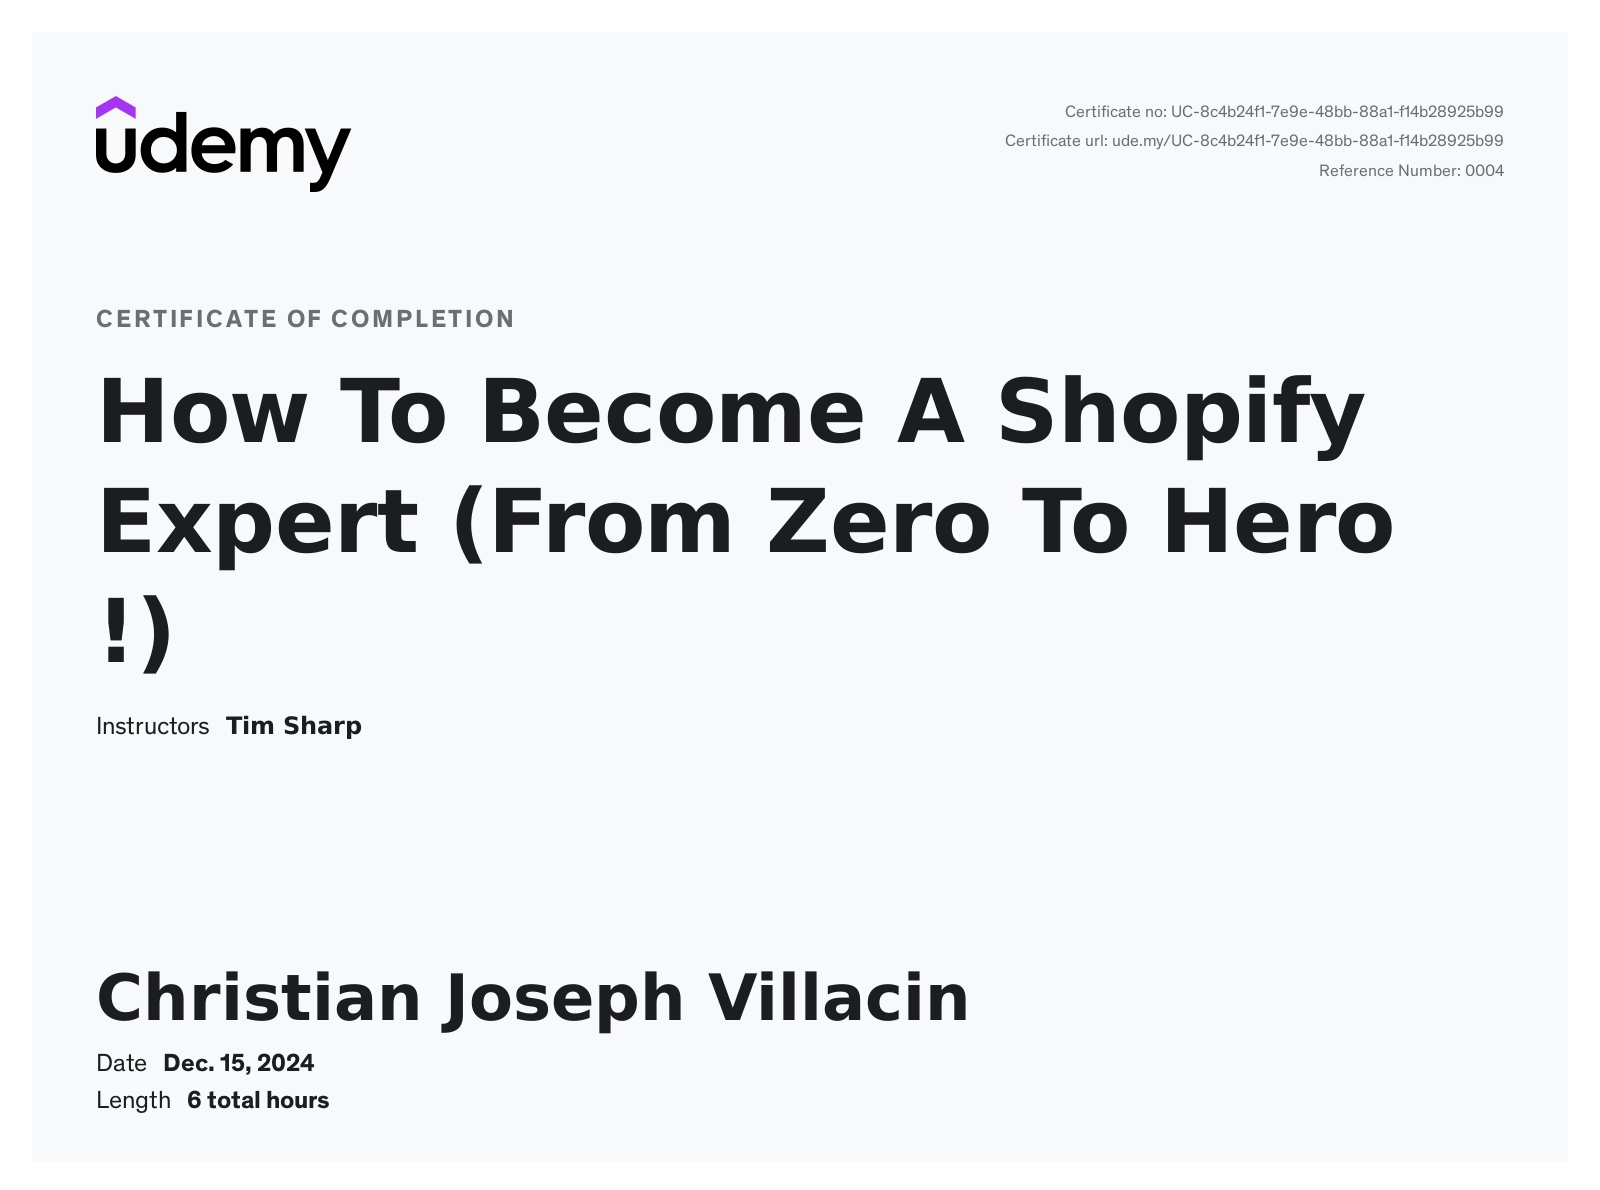 udemy
Certificate no: UC-8c4b24f1-7e9e-48bb-88a1-f14b28925b99
Certificate url: ude.my/UC-8c4b24f1-7e9e-48bb-88a1-f14b28925b99
Reference Number: 0004
CERTIFICATE OF COMPLETION
How To Become A Shopify
Expert (From Zero To Hero
!)
Instructors Tim Sharp
Christian Joseph Villacin
Date Dec. 15, 2024
Length 6 total hours